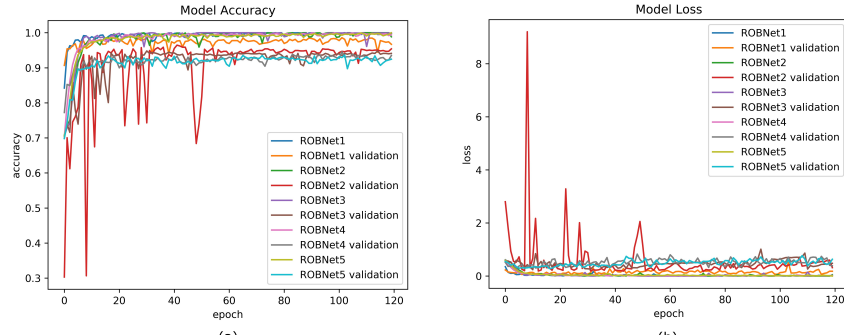 Model Accuracy
1.0
0.9
0.8
0.7
0.6
0.5
0.4
0.3
accuracy
0 20 40 60 80 100 120
epoch
ROBNet1
ROBNet1 validation
ROBNet2
ROBNet2 validation
ROBNet3
ROBNet3 validation
ROBNet4
ROBNet4 validation
ROBNet5
ROBNet5 validation
Model Loss
8
6
4
2
0
loss
0 20 40 60 80 100 120
epoch
ROBNet1
ROBNet1 validation
ROBNet2
ROBNet2 validation
ROBNet3
ROBNet3 validation
ROBNet4
ROBNet4 validation
ROBNet5
ROBNet5 validation